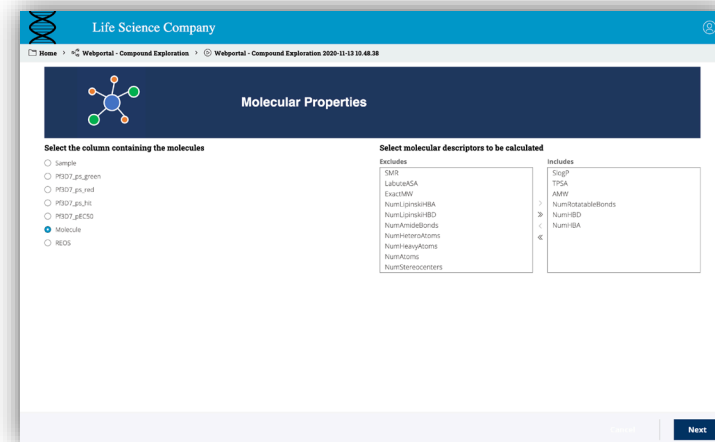 Life Science Company
Home > Webportal - Compound Exploration > Webportal - Compound Exploration 2020-11-13 10.48.38
Molecular Properties
Select the column containing the molecules
Sample
Pf3D7_ps_green
Pf3D7_ps_red
Pf3D7_ps_hit
Pf3D7_pEC50
Molecule
REOS
Select molecular descriptors to be calculated
Excludes
SMR
LabuteASA
ExactMW
NumLipinskiHBA
NumLipinskiHBD
NumAmideBonds
NumHeteroAtoms
NumHeavyAtoms
NumAtoms
NumStereocenters
>
»
<
«
Includes
SlogP
TPSA
AMW
NumRotatableBonds
NumHBD
NumHBA
Next